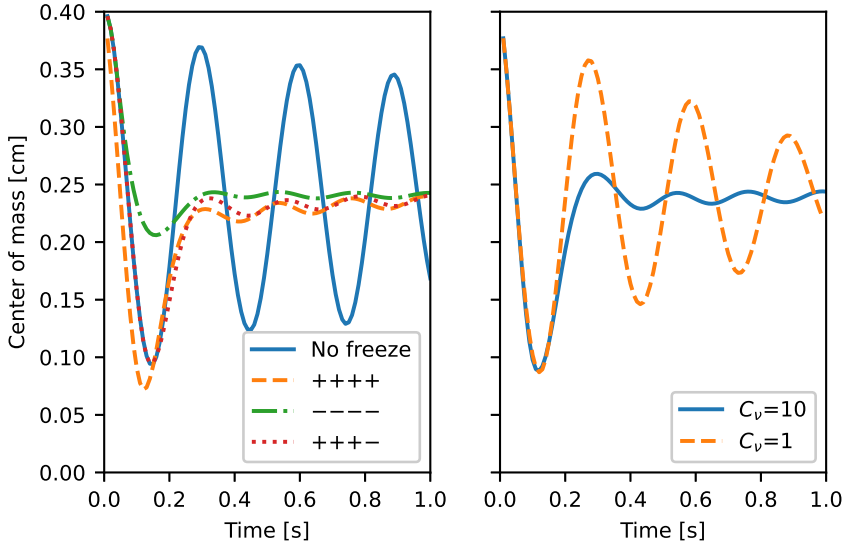 Center of mass [cm]
0.40
0.35
0.30
0.25
0.20
0.15
0.10
0.05
0.00
No freeze
++++
−−−−
+++−
0.0 0.2 0.4 0.6 0.8 1.0
Time [s]
C_ν=10
C_ν=1
0.0 0.2 0.4 0.6 0.8 1.0
Time [s]